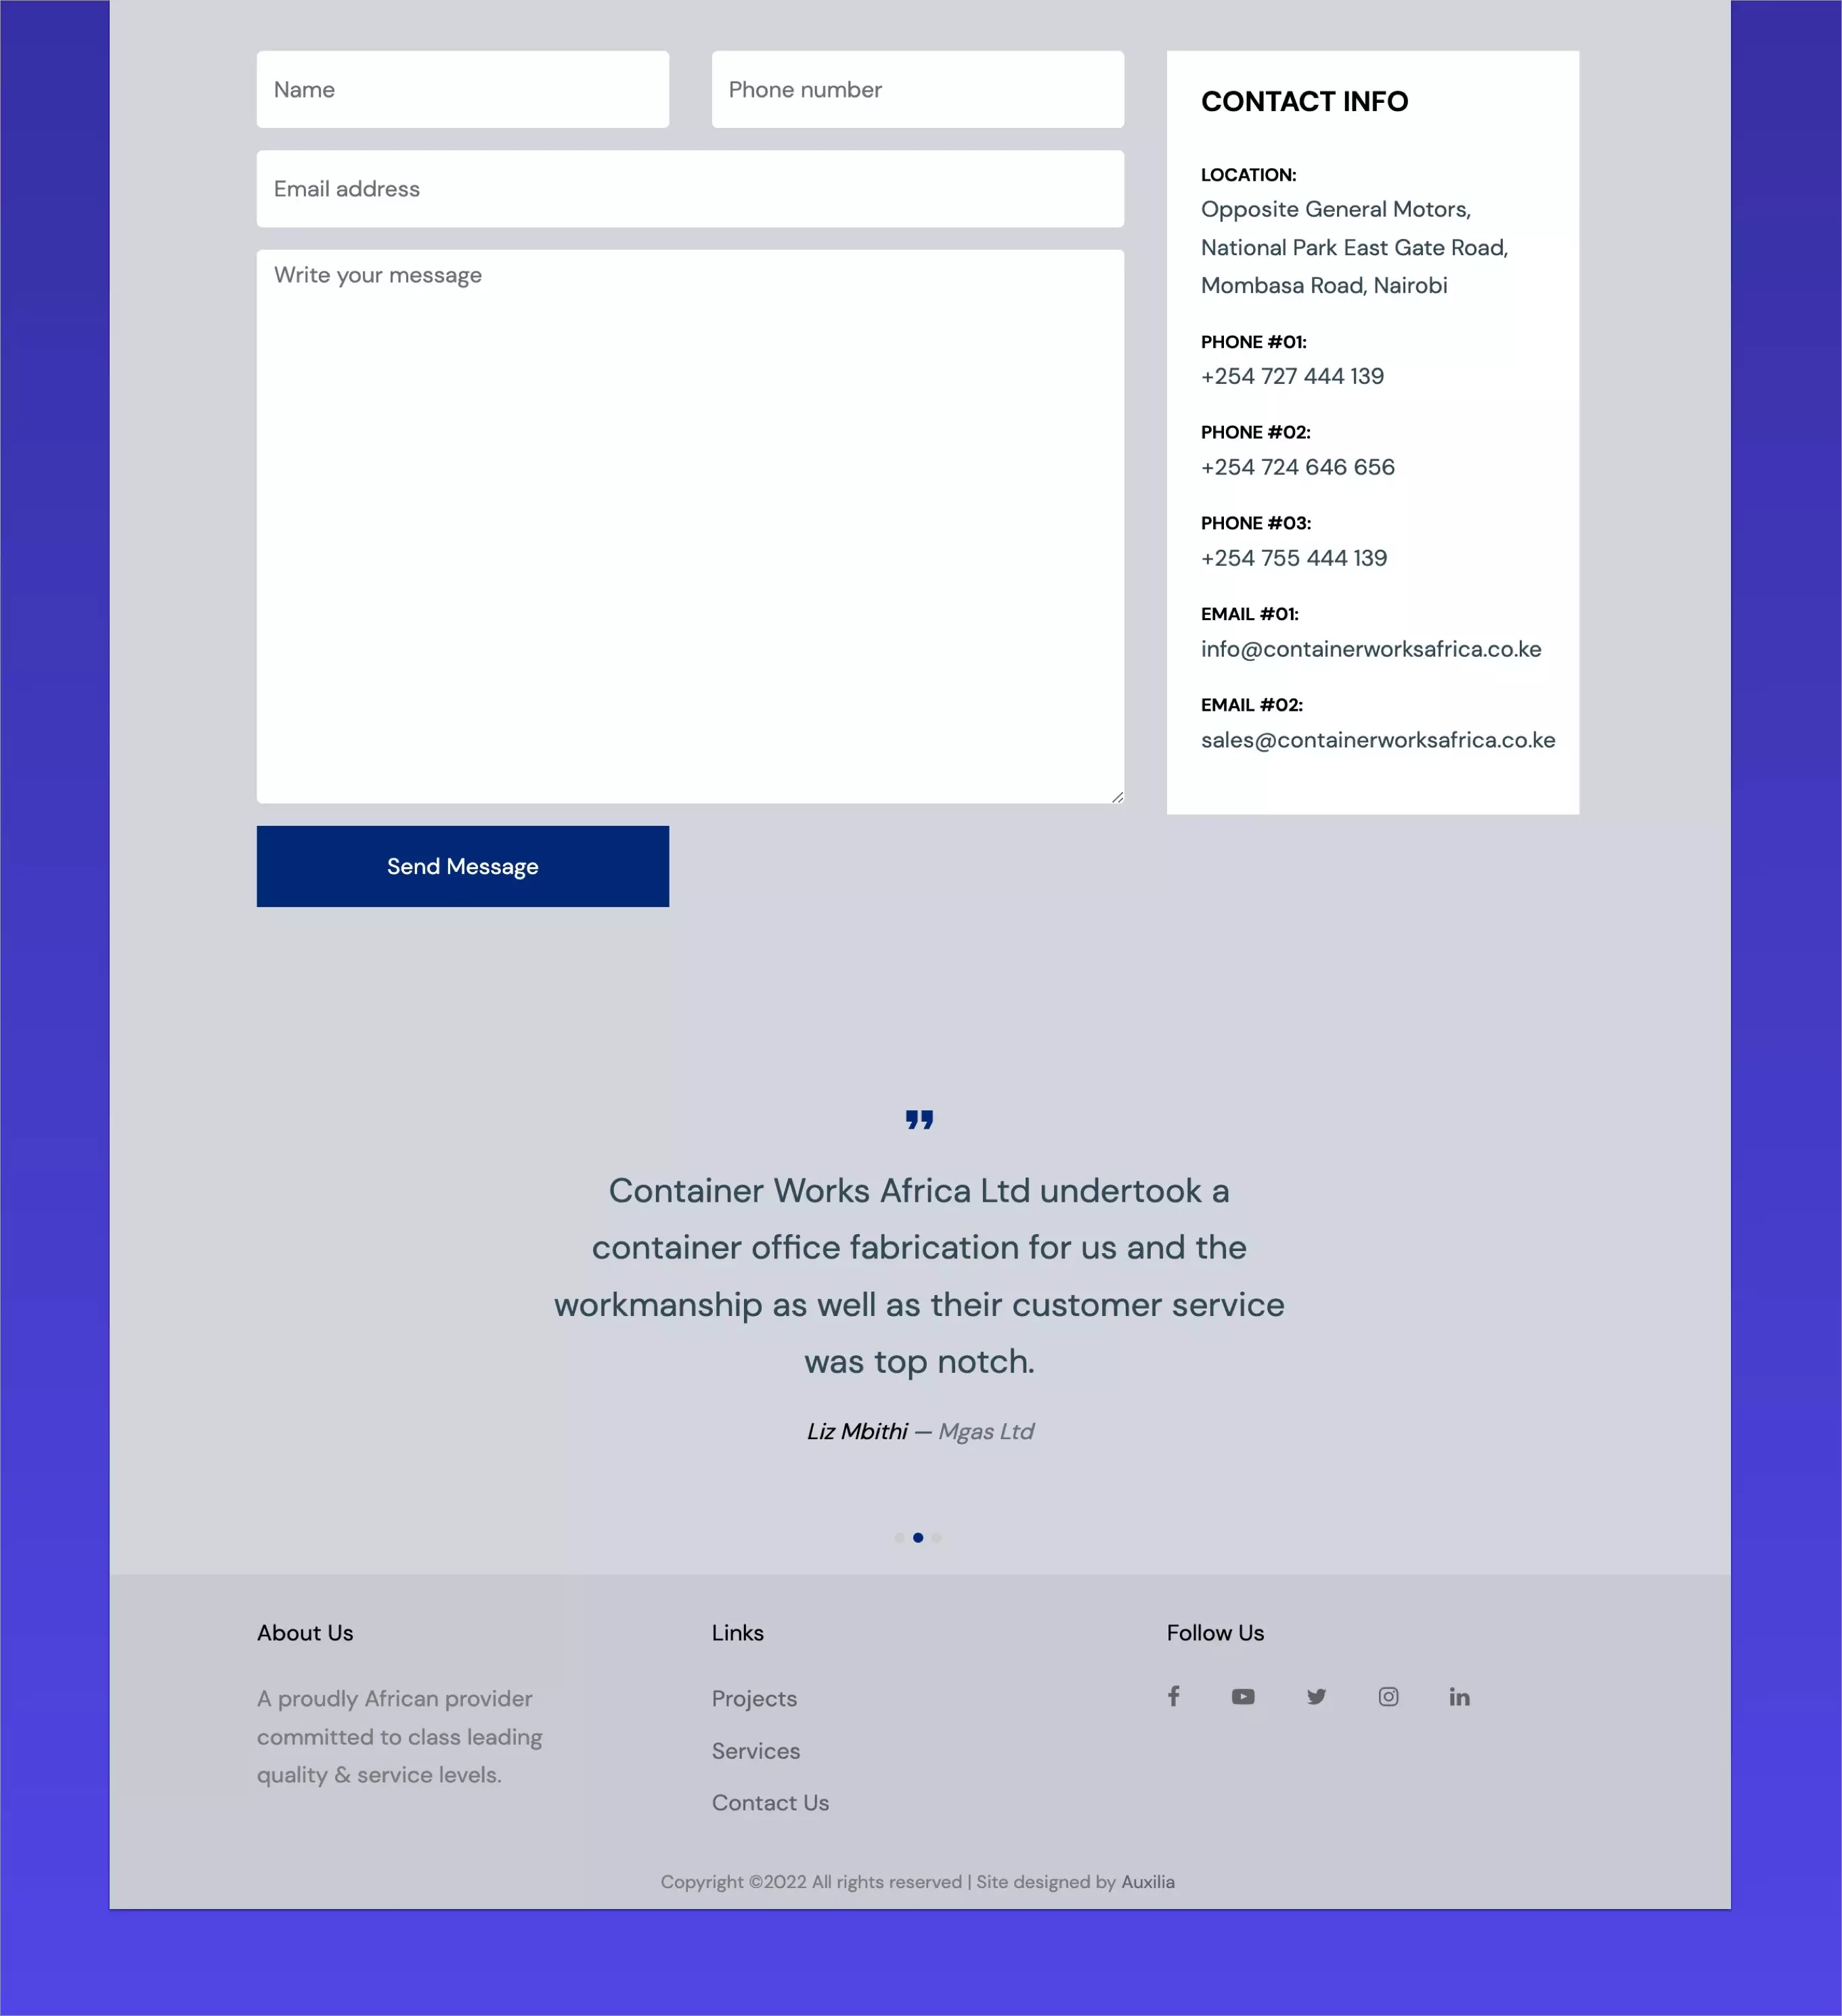 Name
Phone number
Email address
Write your message
Send Message
CONTACT INFO
LOCATION:
Opposite General Motors,
National Park East Gate Road,
Mombasa Road, Nairobi
PHONE #01:
+254 727 444 139
PHONE #02:
+254 724 646 656
PHONE #03:
+254 755 444 139
EMAIL #01:
info@containerworksafrica.co.ke
EMAIL #02:
sales@containerworksafrica.co.ke
”
Container Works Africa Ltd undertook a
container office fabrication for us and the
workmanship as well as their customer service
was top notch.
Liz Mbithi — Mgas Ltd
About Us
A proudly African provider
committed to class leading
quality & service levels.
Links
Projects
Services
Contact Us
Follow Us
Copyright ©2022 All rights reserved | Site designed by Auxilia